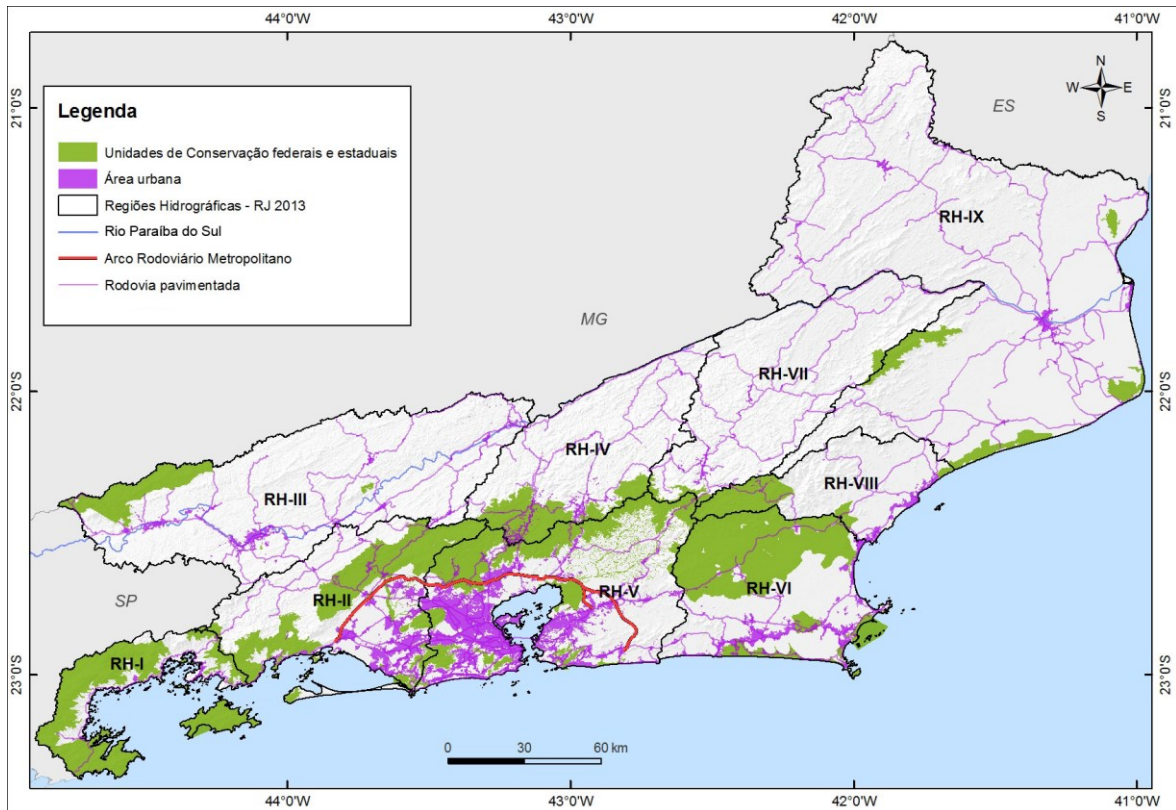 44°0'W 43°0'W 42°0'W 41°0'W
Legenda
Unidades de Conservação federais e estaduais
Área urbana
Regiões Hidrográficas - RJ 2013
Rio Paraíba do Sul
Arco Rodoviário Metropolitano
Rodovia pavimentada
N
W E
S
ES
21°0'S 21°0'S
RH-IX
MG
RH-VII
22°0'S 22°0'S
RH-IV
RH-III
RH-VIII
SP
RH-II
RH-V
RH-VI
RH-I
23°0'S 23°0'S
0 30 60 km
44°0'W 43°0'W 42°0'W 41°0'W